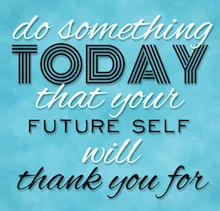 do something
TODAY
that your
FUTURE SELF
will
thank you for